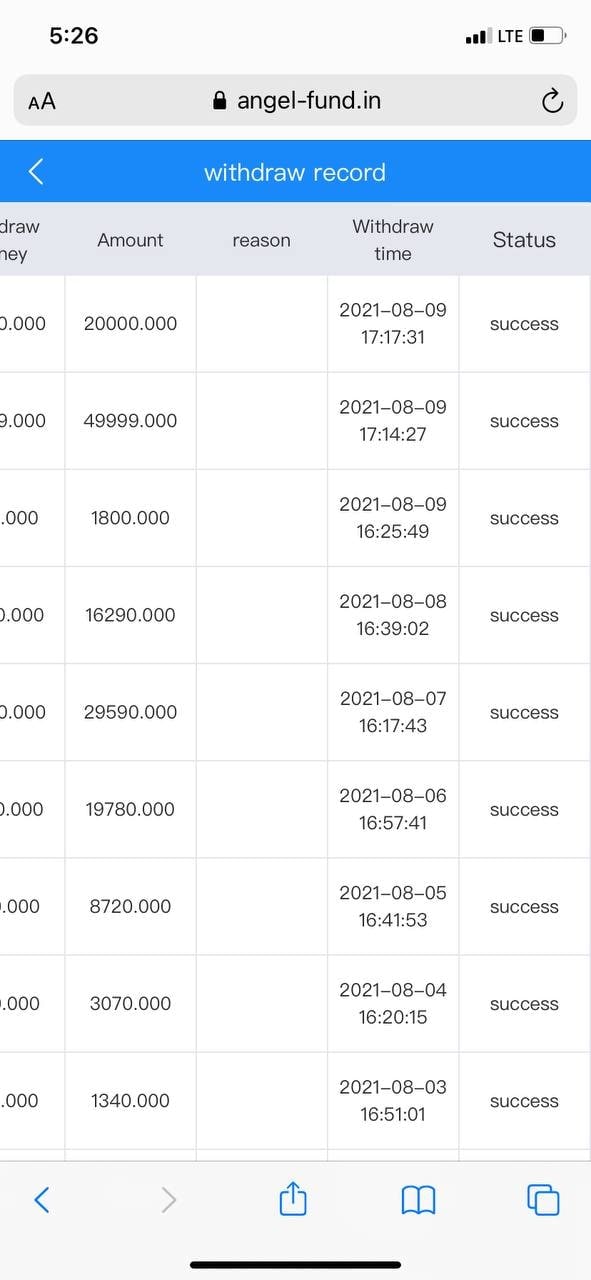 5:26
LTE
AA angel-fund.in
withdraw record
draw
ney
Amount
reason
Withdraw
time
Status
0.000 20000.000 2021-08-09
17:17:31 success
9.000 49999.000 2021-08-09
17:14:27 success
.000 1800.000 2021-08-09
16:25:49 success
0.000 16290.000 2021-08-08
16:39:02 success
0.000 29590.000 2021-08-07
16:17:43 success
0.000 19780.000 2021-08-06
16:57:41 success
.000 8720.000 2021-08-05
16:41:53 success
.000 3070.000 2021-08-04
16:20:15 success
.000 1340.000 2021-08-03
16:51:01 success